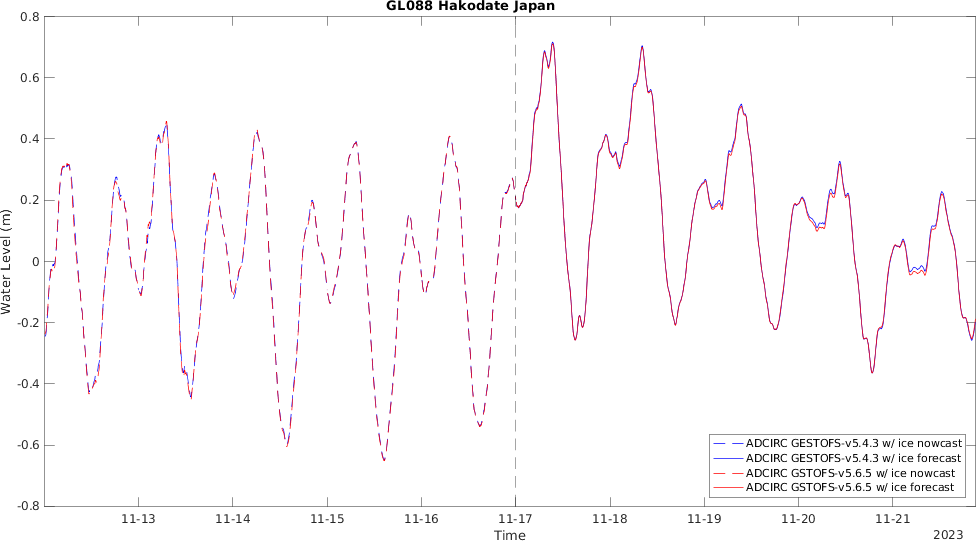 GL088 Hakodate Japan
0.8
0.6
0.4
0.2
0
-0.2
-0.4
-0.6
-0.8
Water Level (m)
ADCIRC GESTOFS-v5.4.3 w/ ice nowcast
ADCIRC GESTOFS-v5.4.3 w/ ice forecast
ADCIRC GSTOFS-v5.6.5 w/ ice nowcast
ADCIRC GSTOFS-v5.6.5 w/ ice forecast
11-13 11-14 11-15 11-16 11-17 11-18 11-19 11-20 11-21
Time
2023